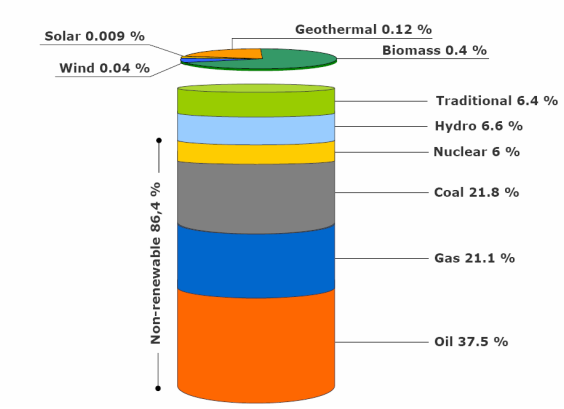 Geothermal 0.12 %
Solar 0.009 %
Biomass 0.4 %
Wind 0.04 %
Traditional 6.4 %
Hydro 6.6 %
Nuclear 6 %
Coal 21.8 %
Gas 21.1 %
Oil 37.5 %
Non-renewable 86,4 %